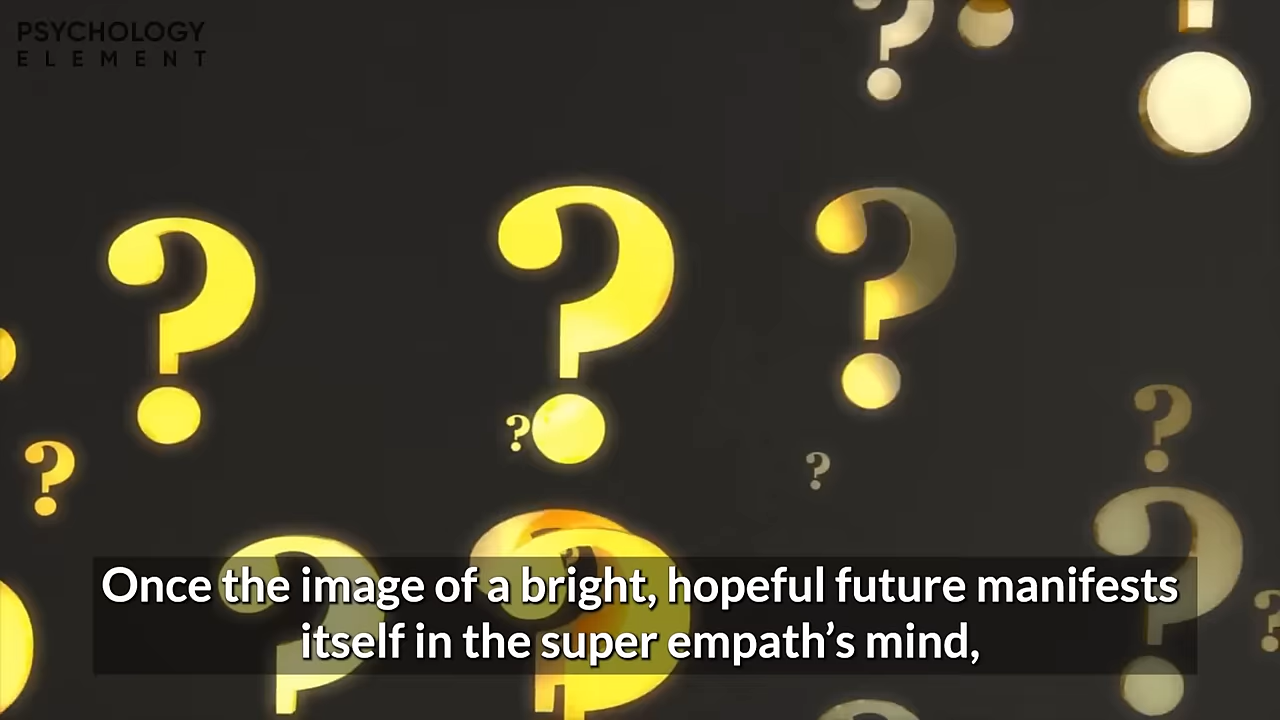 PSYCHOLOGY
ELEMENT
Once the image of a bright, hopeful future manifests
itself in the super empath’s mind,